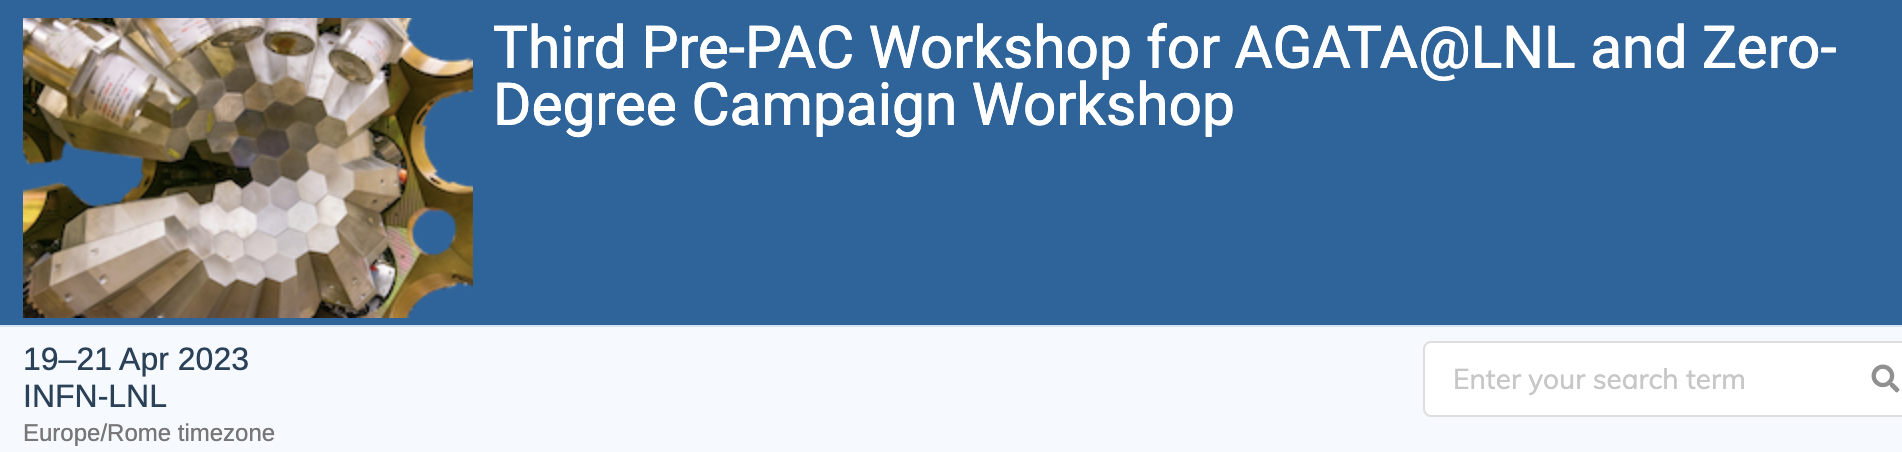 Third Pre-PAC Workshop for AGATA@LNL and Zero-
Degree Campaign Workshop
19–21 Apr 2023
INFN-LNL
Europe/Rome timezone
Enter your search term